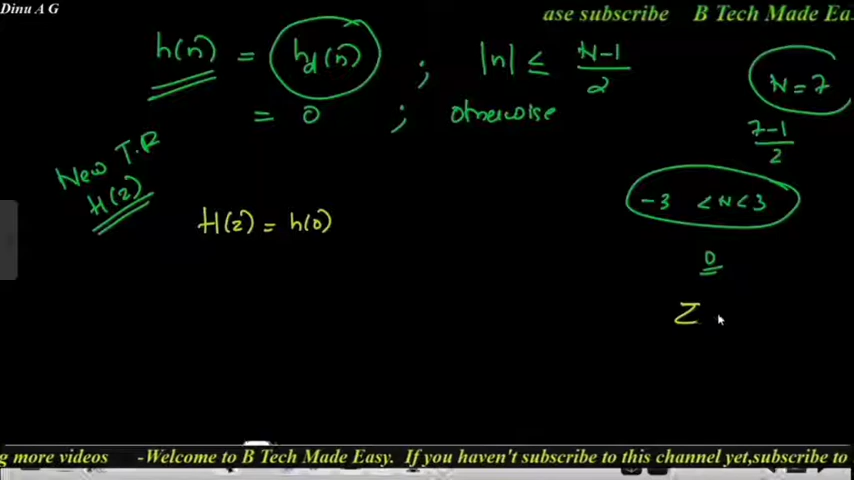 Dinu A G
ase subscribe B Tech Made Ea
h(n) = hd(n) ; |n| ≤ N-1/2
= 0 ; otherwise
N = 7
7-1/2
New T.R
H(z)
-3 < N < 3
H(z) = h(0)
0
Z
g more videos -Welcome to B Tech Made Easy. If you haven't subscribe to this channel yet,subscribe to